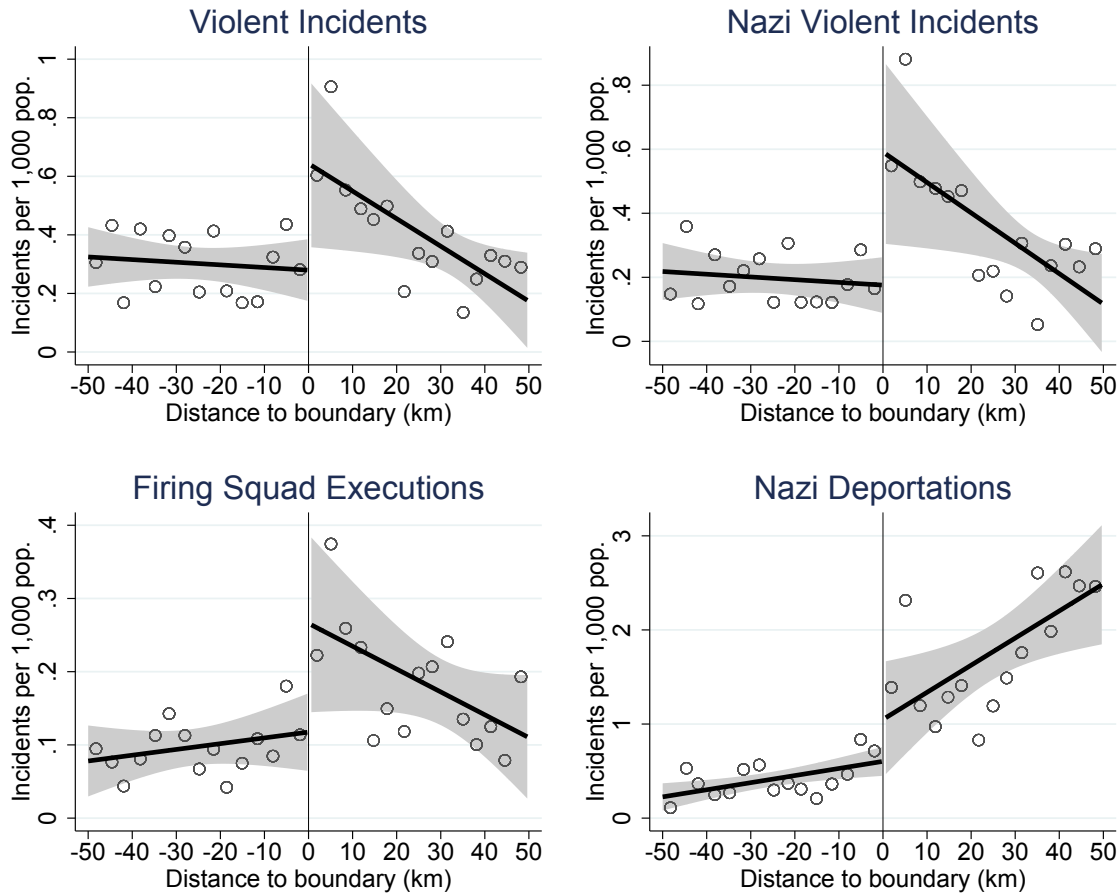 Violent Incidents
Incidents per 1,000 pop.
1
.8
.6
.4
.2
0
-50 -40 -30 -20 -10 0 10 20 30 40 50
Distance to boundary (km)
Nazi Violent Incidents
Incidents per 1,000 pop.
.8
.6
.4
.2
0
-50 -40 -30 -20 -10 0 10 20 30 40 50
Distance to boundary (km)
Firing Squad Executions
Incidents per 1,000 pop.
.4
.3
.2
.1
0
-50 -40 -30 -20 -10 0 10 20 30 40 50
Distance to boundary (km)
Nazi Deportations
Incidents per 1,000 pop.
3
2
1
0
-50 -40 -30 -20 -10 0 10 20 30 40 50
Distance to boundary (km)